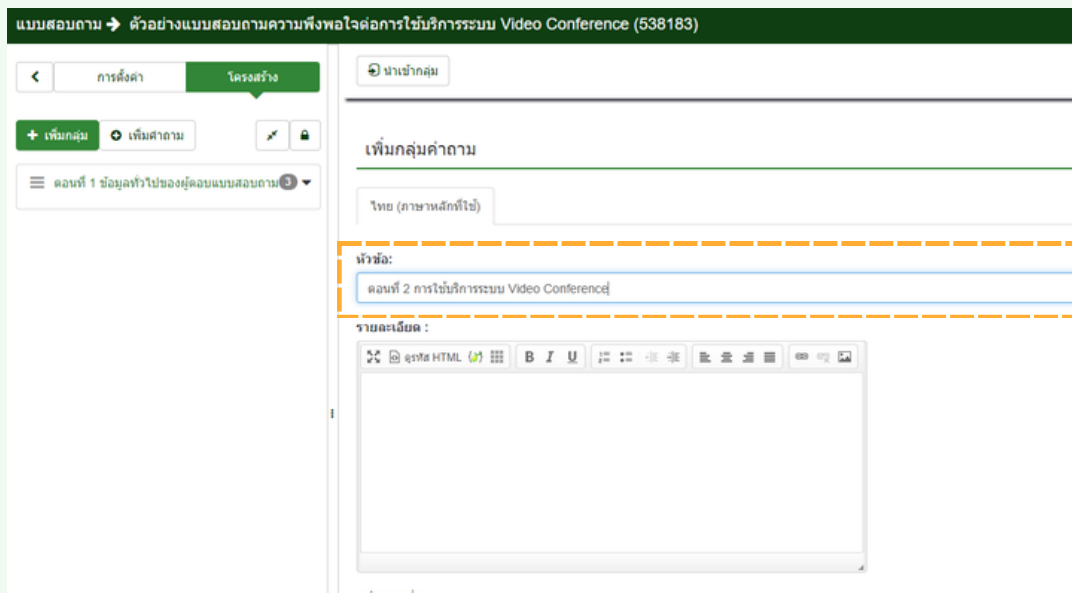 แบบสอบถาม ➔ ตัวอย่างแบบสอบถามความพึงพอใจต่อการใช้บริการระบบ Video Conference (538183)
การตั้งค่า โครงสร้าง
นำเข้ากลุ่ม
เพิ่มกลุ่ม เพิ่มคำถาม
เพิ่มกลุ่มคำถาม
ตอนที่ 1 ข้อมูลทั่วไปของผู้ตอบแบบสอบถาม 3
ไทย (ภาษาหลักที่ใช้)
หัวข้อ:
ตอนที่ 2 การใช้บริการระบบ Video Conference
รายละเอียด :
ดูรหัส HTML B I U